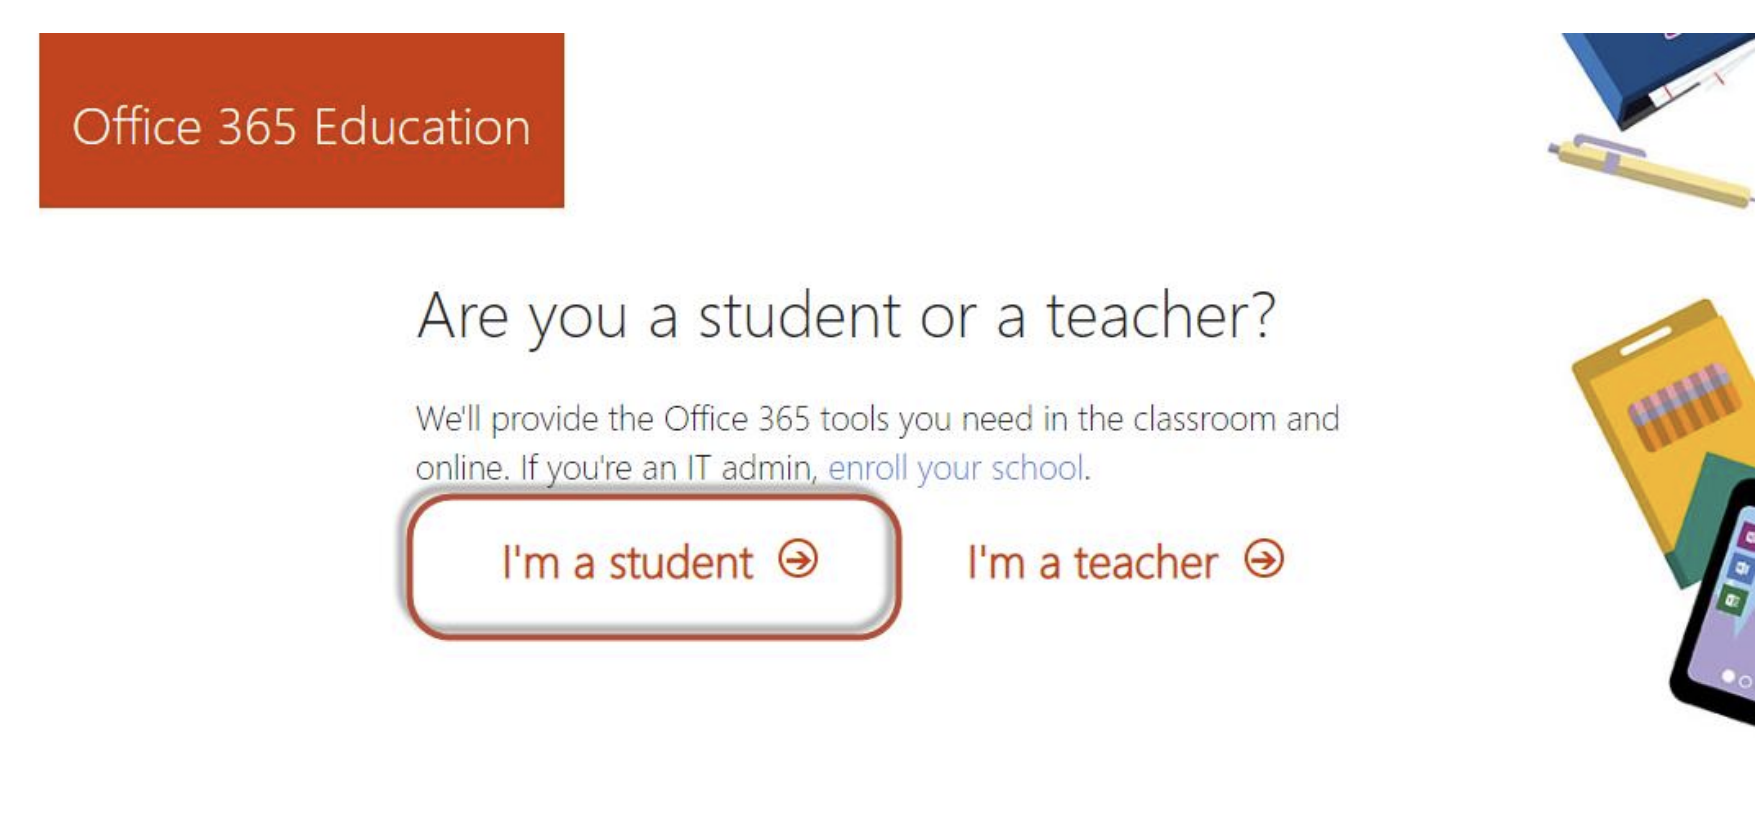 Office 365 Education
Are you a student or a teacher?
We'll provide the Office 365 tools you need in the classroom and
online. If you're an IT admin, enroll your school.
I'm a student
I'm a teacher